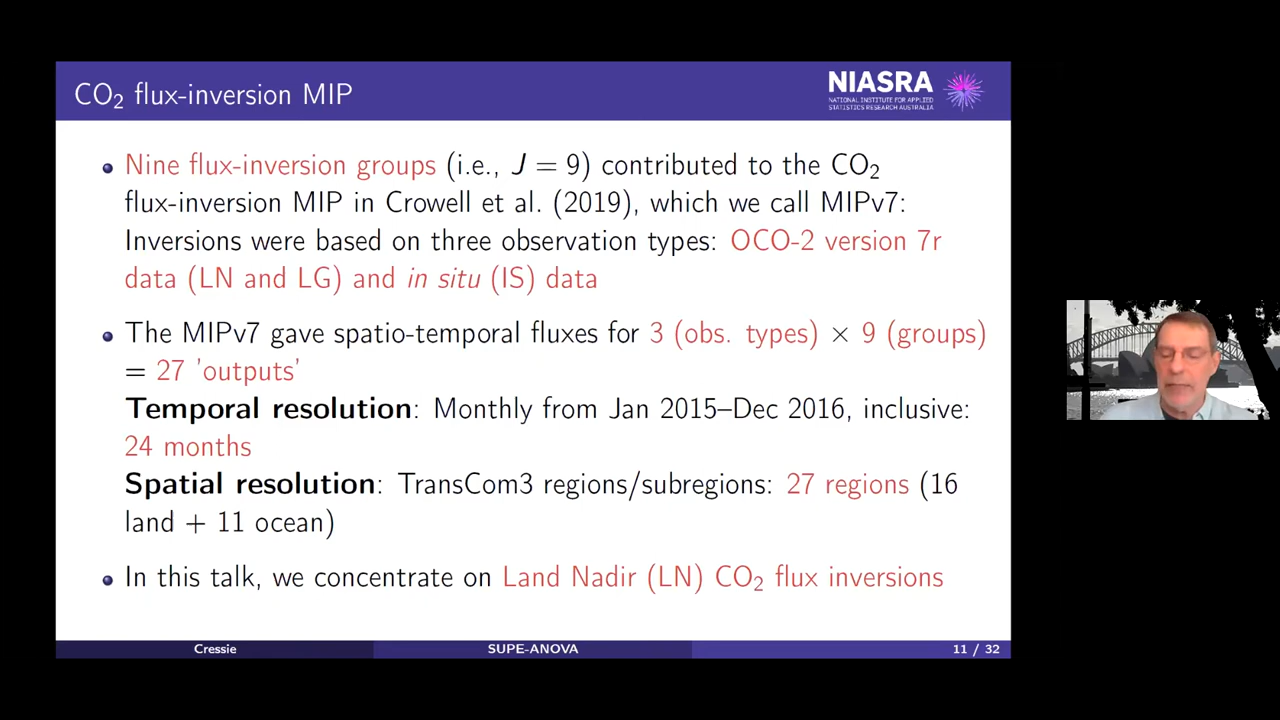 CO₂ flux-inversion MIP
NIASRA
NATIONAL INSTITUTE FOR APPLIED
STATISTICS RESEARCH AUSTRALIA
• Nine flux-inversion groups (i.e., J = 9) contributed to the CO₂
flux-inversion MIP in Crowell et al. (2019), which we call MIPv7:
Inversions were based on three observation types: OCO-2 version 7r
data (LN and LG) and in situ (IS) data
• The MIPv7 gave spatio-temporal fluxes for 3 (obs. types) × 9 (groups)
= 27 'outputs'
Temporal resolution: Monthly from Jan 2015–Dec 2016, inclusive:
24 months
Spatial resolution: TransCom3 regions/subregions: 27 regions (16
land + 11 ocean)
• In this talk, we concentrate on Land Nadir (LN) CO₂ flux inversions
Cressie
SUPE-ANOVA
11 / 32